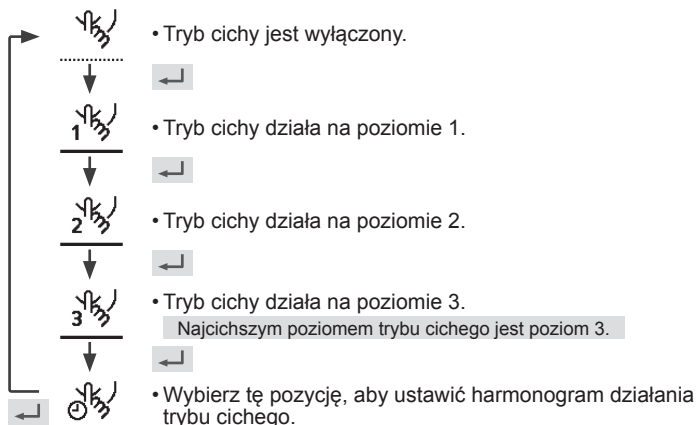 • Tryb cichy jest wyłączony.
1
• Tryb cichy działa na poziomie 1.
2
• Tryb cichy działa na poziomie 2.
3
• Tryb cichy działa na poziomie 3.
Najcichszym poziomem trybu cichego jest poziom 3.
• Wybierz tę pozycję, aby ustawić harmonogram działania
trybu cichego.